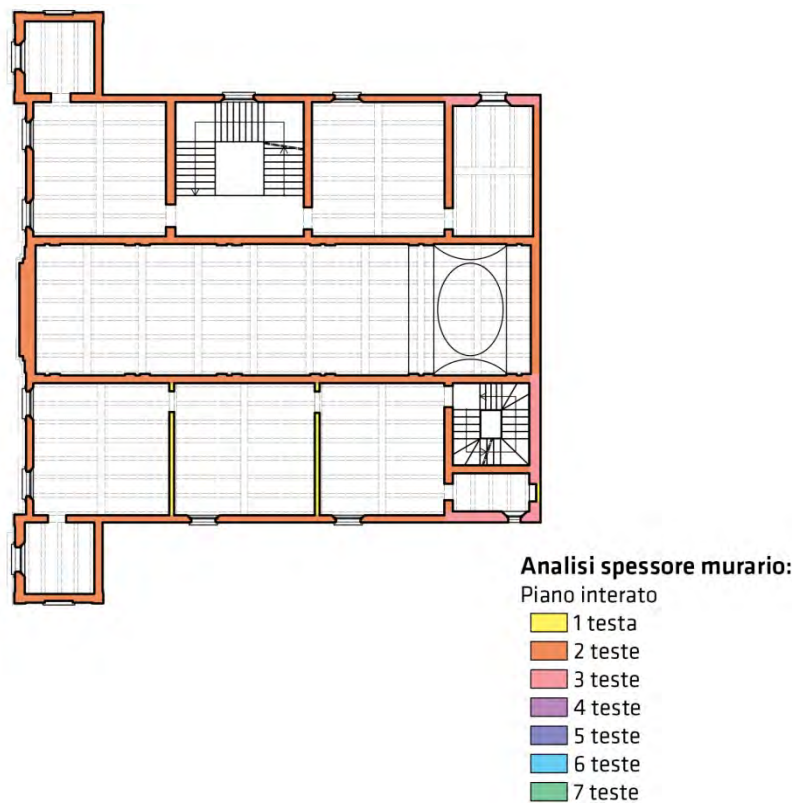 Analisi spessore murario:
Piano interato
1 testa
2 teste
3 teste
4 teste
5 teste
6 teste
7 teste